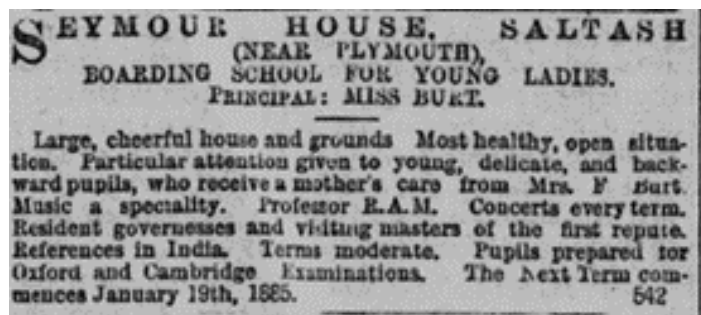 SEYMOUR HOUSE, SALTASH
(NEAR PLYMOUTH),
BOARDING SCHOOL FOR YOUNG LADIES.
PRINCIPAL: MISS BURT.
Large, cheerful house and grounds Most healthy, open situa-
tion. Particular attention given to young, delicate, and back-
ward pupils, who receive a mother's care from Mrs. F Burt.
Music a speciality. Professor R.A.M. Concerts every term.
Resident governesses and visiting masters of the first repute.
References in India. Terms moderate. Pupils prepared for
Oxford and Cambridge Examinations. The Next Term com-
mences January 19th, 1885. 542